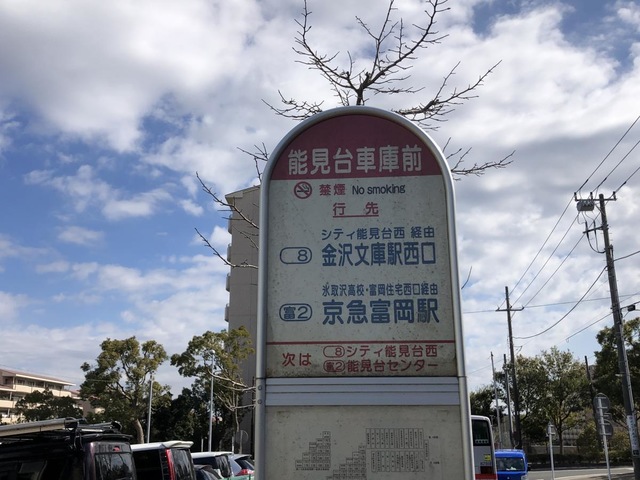 能見台車庫前
禁煙 No smoking
行先
シティ能見台西 経由
8 金沢文庫駅西口
氷取沢高校・富岡住宅西口経由
富2 京急富岡駅
次は 8 シティ能見台西
富2 能見台センター